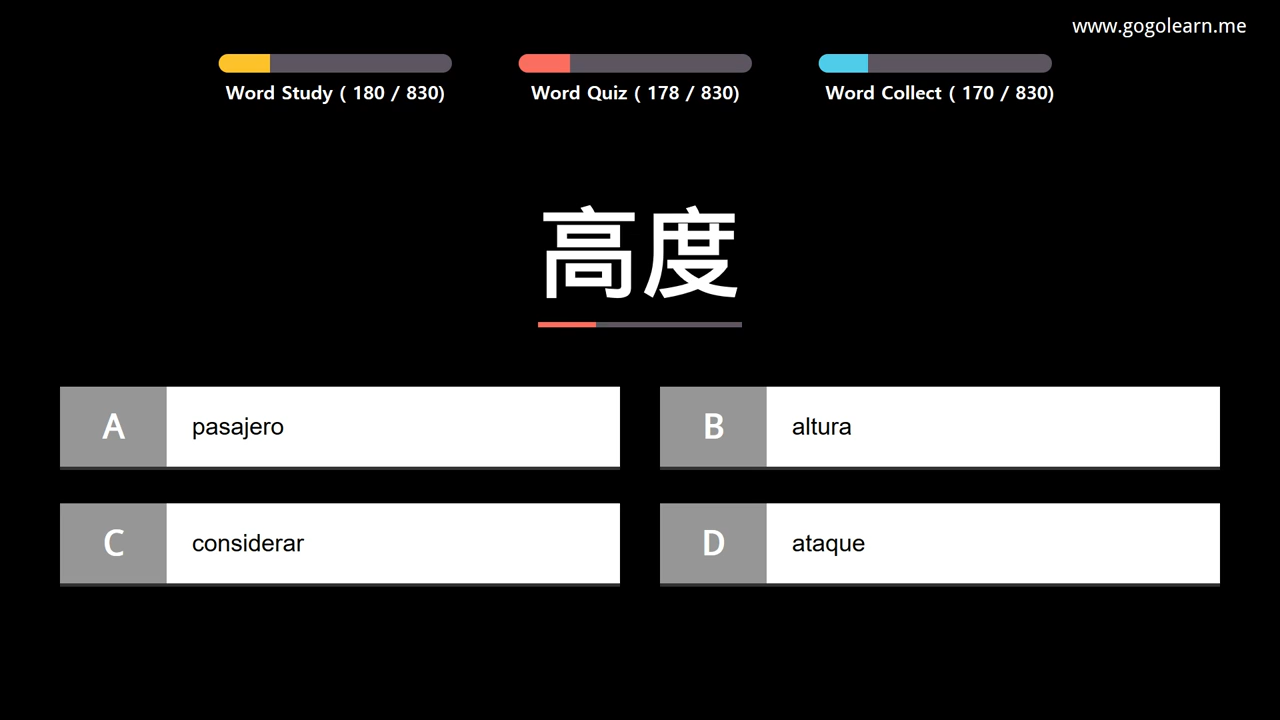 www.gogolearn.me
Word Study ( 180 / 830)
Word Quiz ( 178 / 830)
Word Collect ( 170 / 830)
高度
A pasajero
B altura
C considerar
D ataque